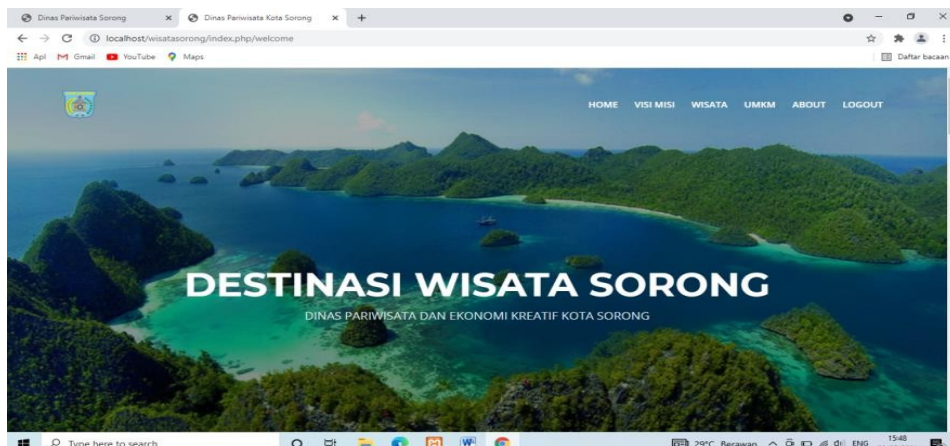 Dinas Pariwisata Sorong
Dinas Pariwisata Kota Sorong
localhost/wisatasorong/index.php/welcome
Apl
Gmail
YouTube
Maps
Daftar bacaan
HOME VISI MISI WISATA UMKM ABOUT LOGOUT
DESTINASI WISATA SORONG
DINAS PARIWISATA DAN EKONOMI KREATIF KOTA SORONG
Type here to search
29°C Berawan
ENG
15:48